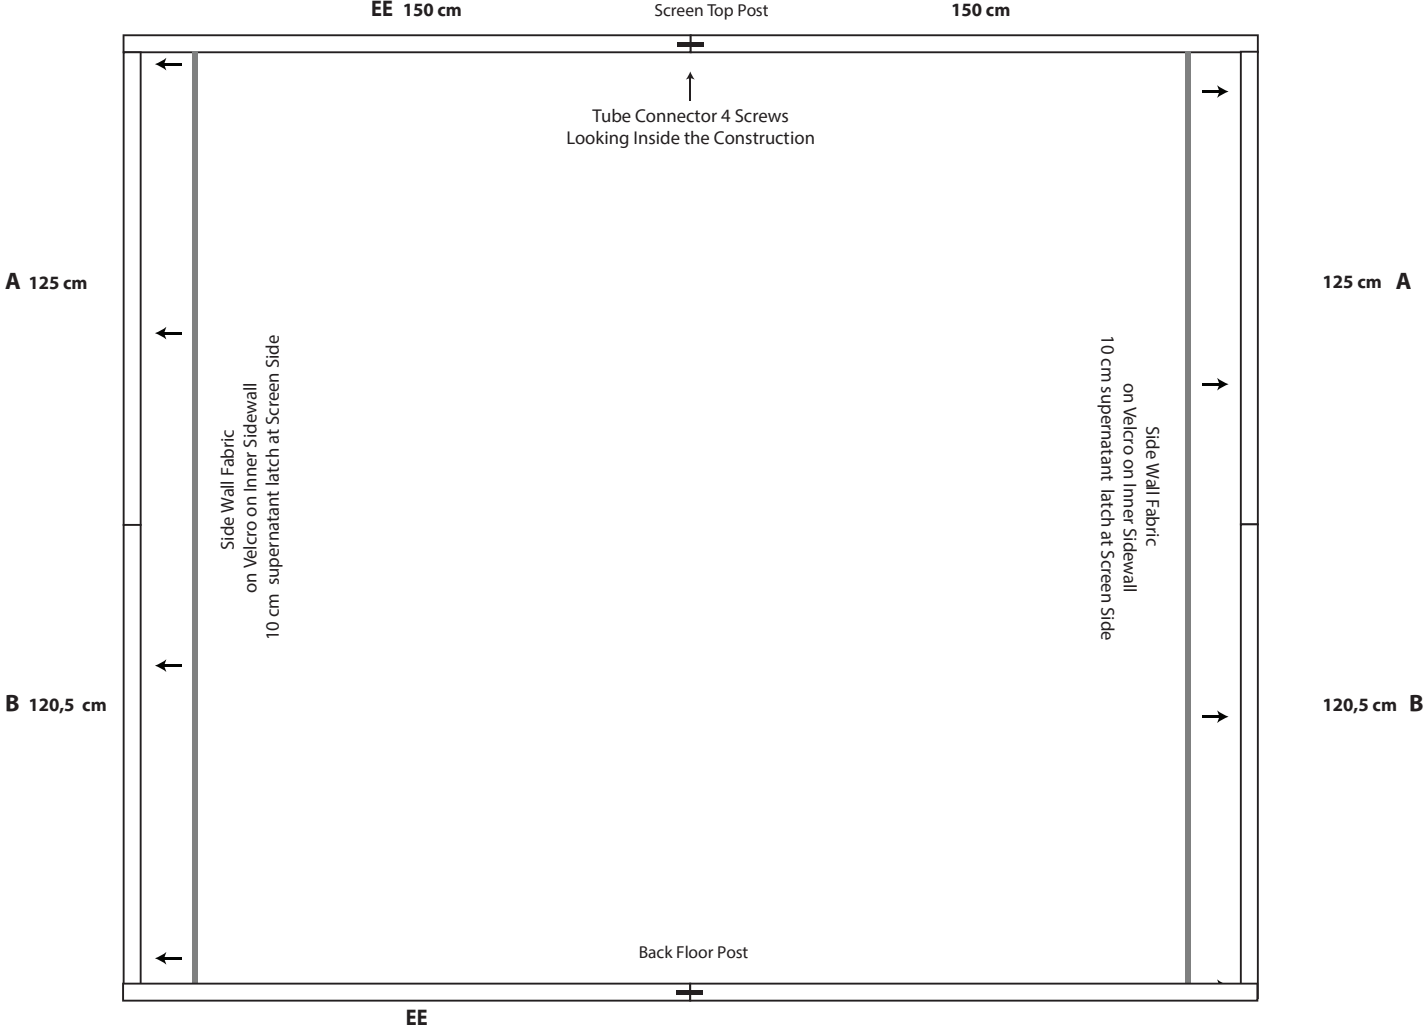 EE 150 cm Screen Top Post 150 cm
Tube Connector 4 Screws
Looking Inside the Construction
A 125 cm
125 cm A
Side Wall Fabric
on Velcro on Inner Sidewall
10 cm supernatant latch at Screen Side
Side Wall Fabric
on Velcro on Inner Sidewall
10 cm supernatant latch at Screen Side
B 120,5 cm
120,5 cm B
Back Floor Post
EE